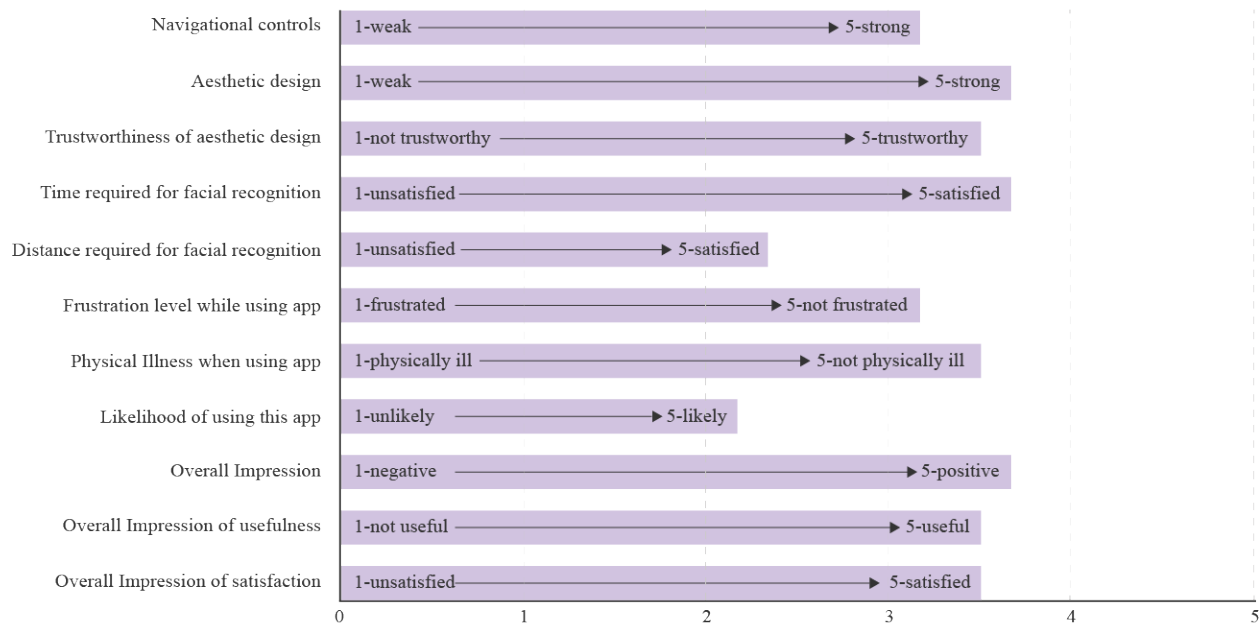 Navigational controls 1-weak 5-strong
Aesthetic design 1-weak 5-strong
Trustworthiness of aesthetic design 1-not trustworthy 5-trustworthy
Time required for facial recognition 1-unsatisfied 5-satisfied
Distance required for facial recognition 1-unsatisfied 5-satisfied
Frustration level while using app 1-frustrated 5-not frustrated
Physical Illness when using app 1-physically ill 5-not physically ill
Likelihood of using this app 1-unlikely 5-likely
Overall Impression 1-negative 5-positive
Overall Impression of usefulness 1-not useful 5-useful
Overall Impression of satisfaction 1-unsatisfied 5-satisfied
0 1 2 3 4 5